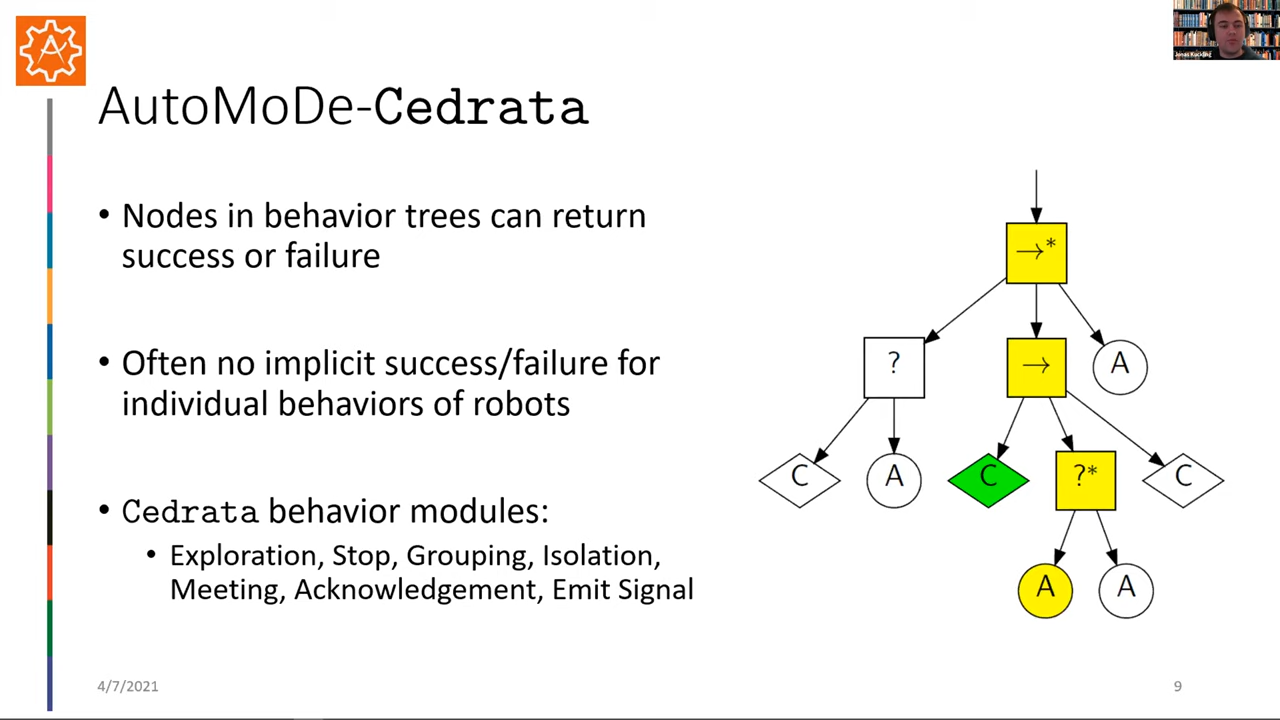 AutoMoDe-Cedrata
• Nodes in behavior trees can return
success or failure
• Often no implicit success/failure for
individual behaviors of robots
• Cedrata behavior modules:
• Exploration, Stop, Grouping, Isolation,
Meeting, Acknowledgement, Emit Signal
→*
? → A
C A C ?* C
A A
4/7/2021
9